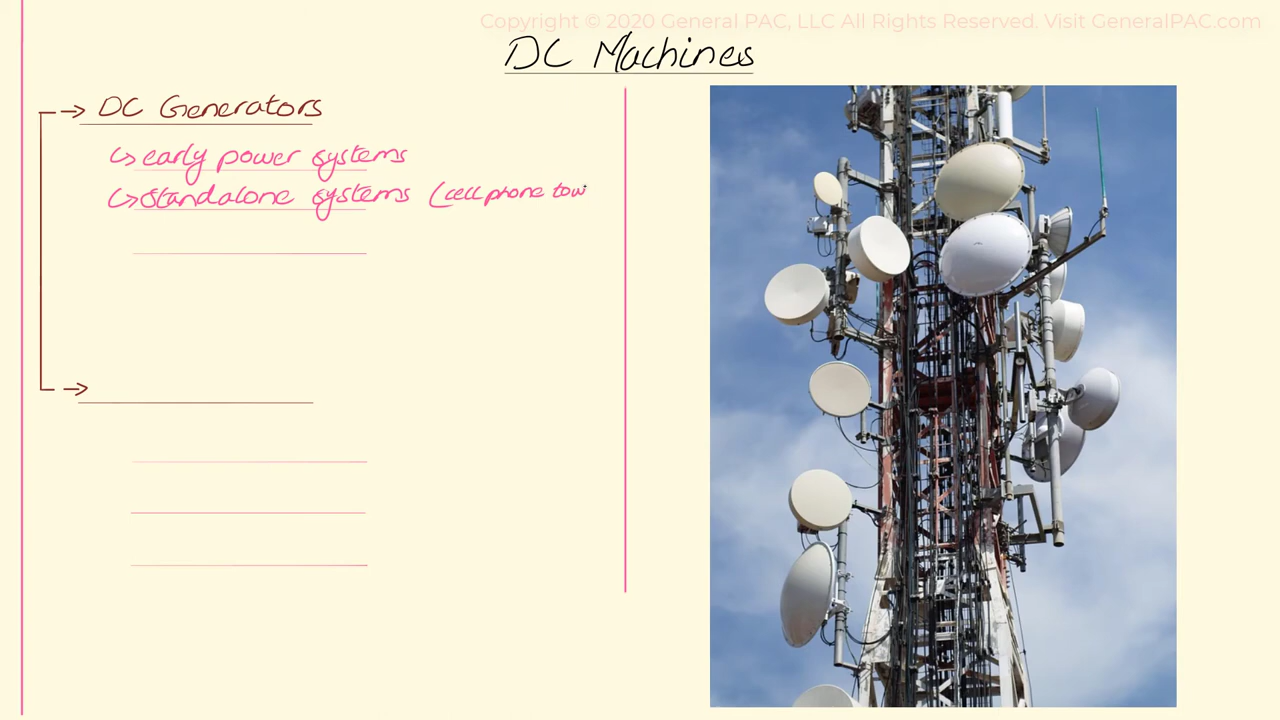 Copyright © 2020 General PAC, LLC All Rights Reserved. Visit GeneralPAC.com
DC Machines
→ DC Generators
↳ early power systems
↳ standalone systems (cell phone tow
→